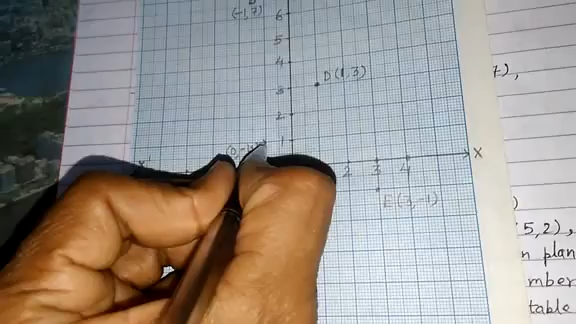 (-1,7)
6
5
4
D(1,3)
3
2
1
X
2 3 4
E(3,-1)
7),
)
5,2),
n plan
mber
table